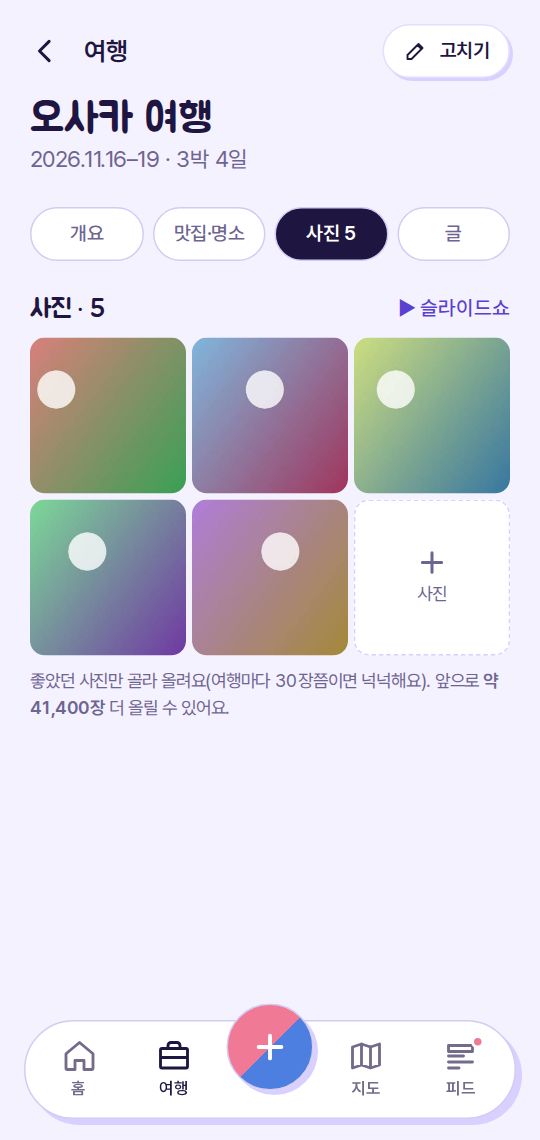 여행
고치기
오사카 여행
2026.11.16–19 · 3박 4일
개요
맛집·명소
사진 5
글
사진 · 5
▶ 슬라이드쇼
사진
좋았던 사진만 골라 올려요(여행마다 30장쯤이면 넉넉해요). 앞으로 약
41,400장 더 올릴 수 있어요.
홈
여행
지도
피드